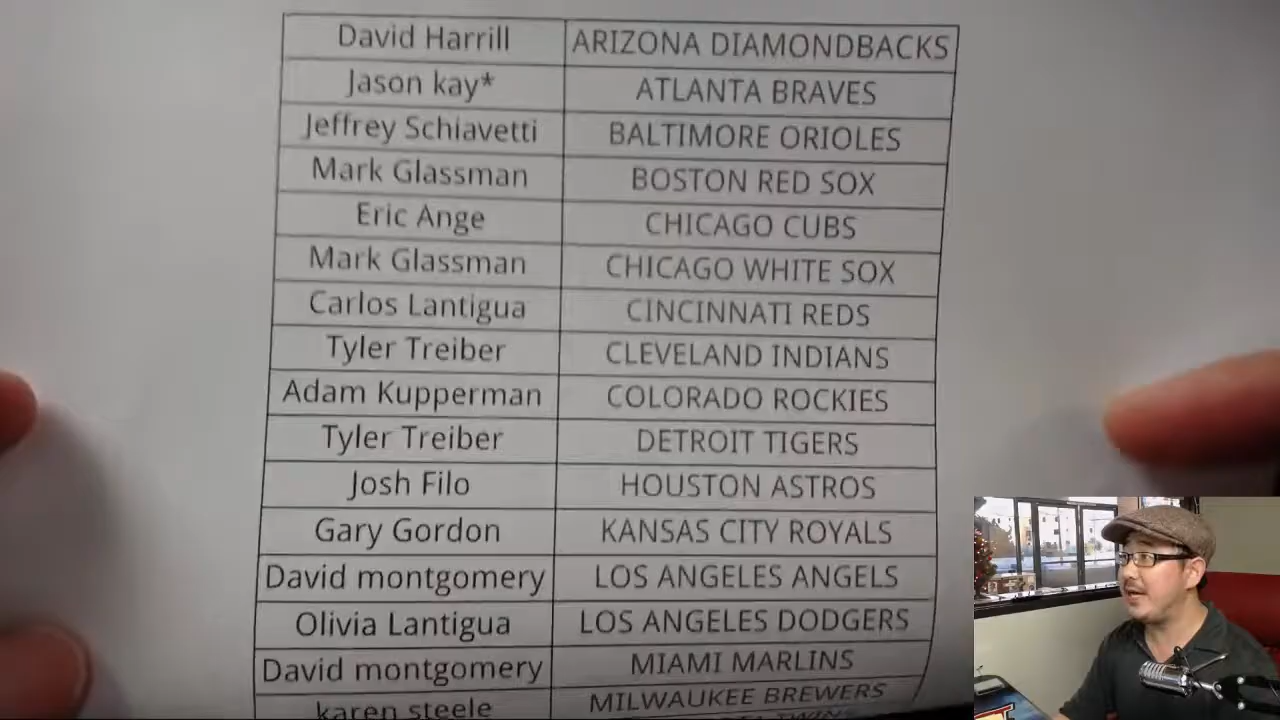 David Harrill ARIZONA DIAMONDBACKS
Jason kay* ATLANTA BRAVES
Jeffrey Schiavetti BALTIMORE ORIOLES
Mark Glassman BOSTON RED SOX
Eric Ange CHICAGO CUBS
Mark Glassman CHICAGO WHITE SOX
Carlos Lantigua CINCINNATI REDS
Tyler Treiber CLEVELAND INDIANS
Adam Kupperman COLORADO ROCKIES
Tyler Treiber DETROIT TIGERS
Josh Filo HOUSTON ASTROS
Gary Gordon KANSAS CITY ROYALS
David montgomery LOS ANGELES ANGELS
Olivia Lantigua LOS ANGELES DODGERS
David montgomery MIAMI MARLINS
karen steele MILWAUKEE BREWERS
TWINS